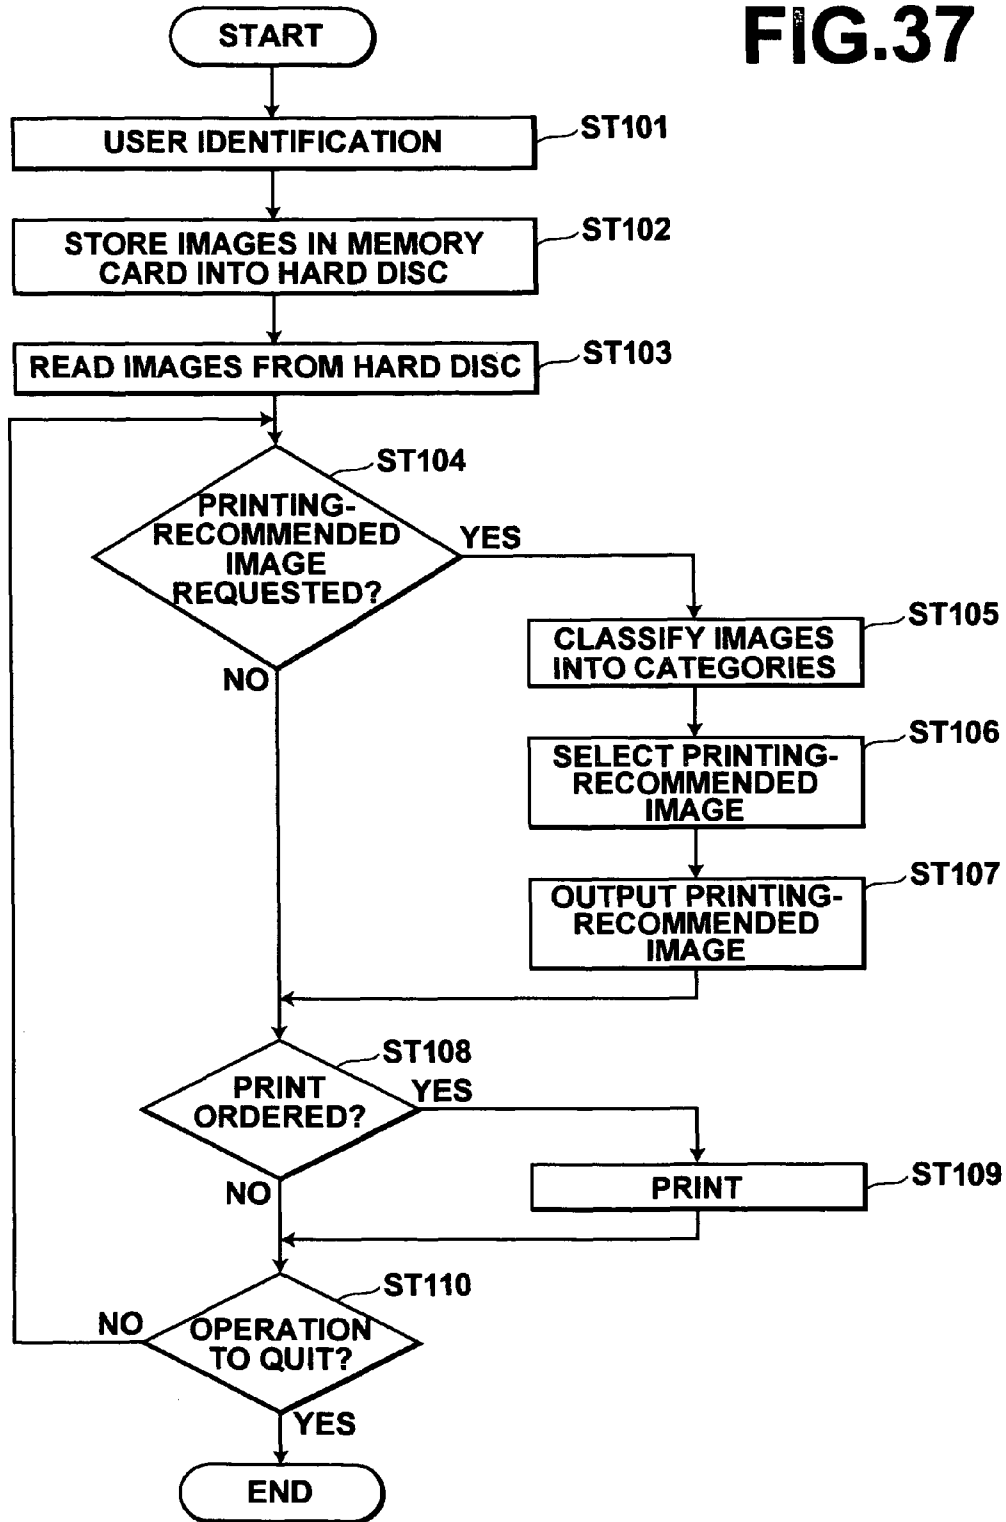 FIG.37
START
USER IDENTIFICATION
ST101
STORE IMAGES IN MEMORY
CARD INTO HARD DISC
ST102
READ IMAGES FROM HARD DISC
ST103
ST104
PRINTING-
RECOMMENDED
IMAGE
REQUESTED?
YES
NO
CLASSIFY IMAGES
INTO CATEGORIES
ST105
SELECT PRINTING-
RECOMMENDED
IMAGE
ST106
OUTPUT PRINTING-
RECOMMENDED
IMAGE
ST107
ST108
PRINT
ORDERED?
YES
NO
PRINT
ST109
ST110
OPERATION
TO QUIT?
NO
YES
END